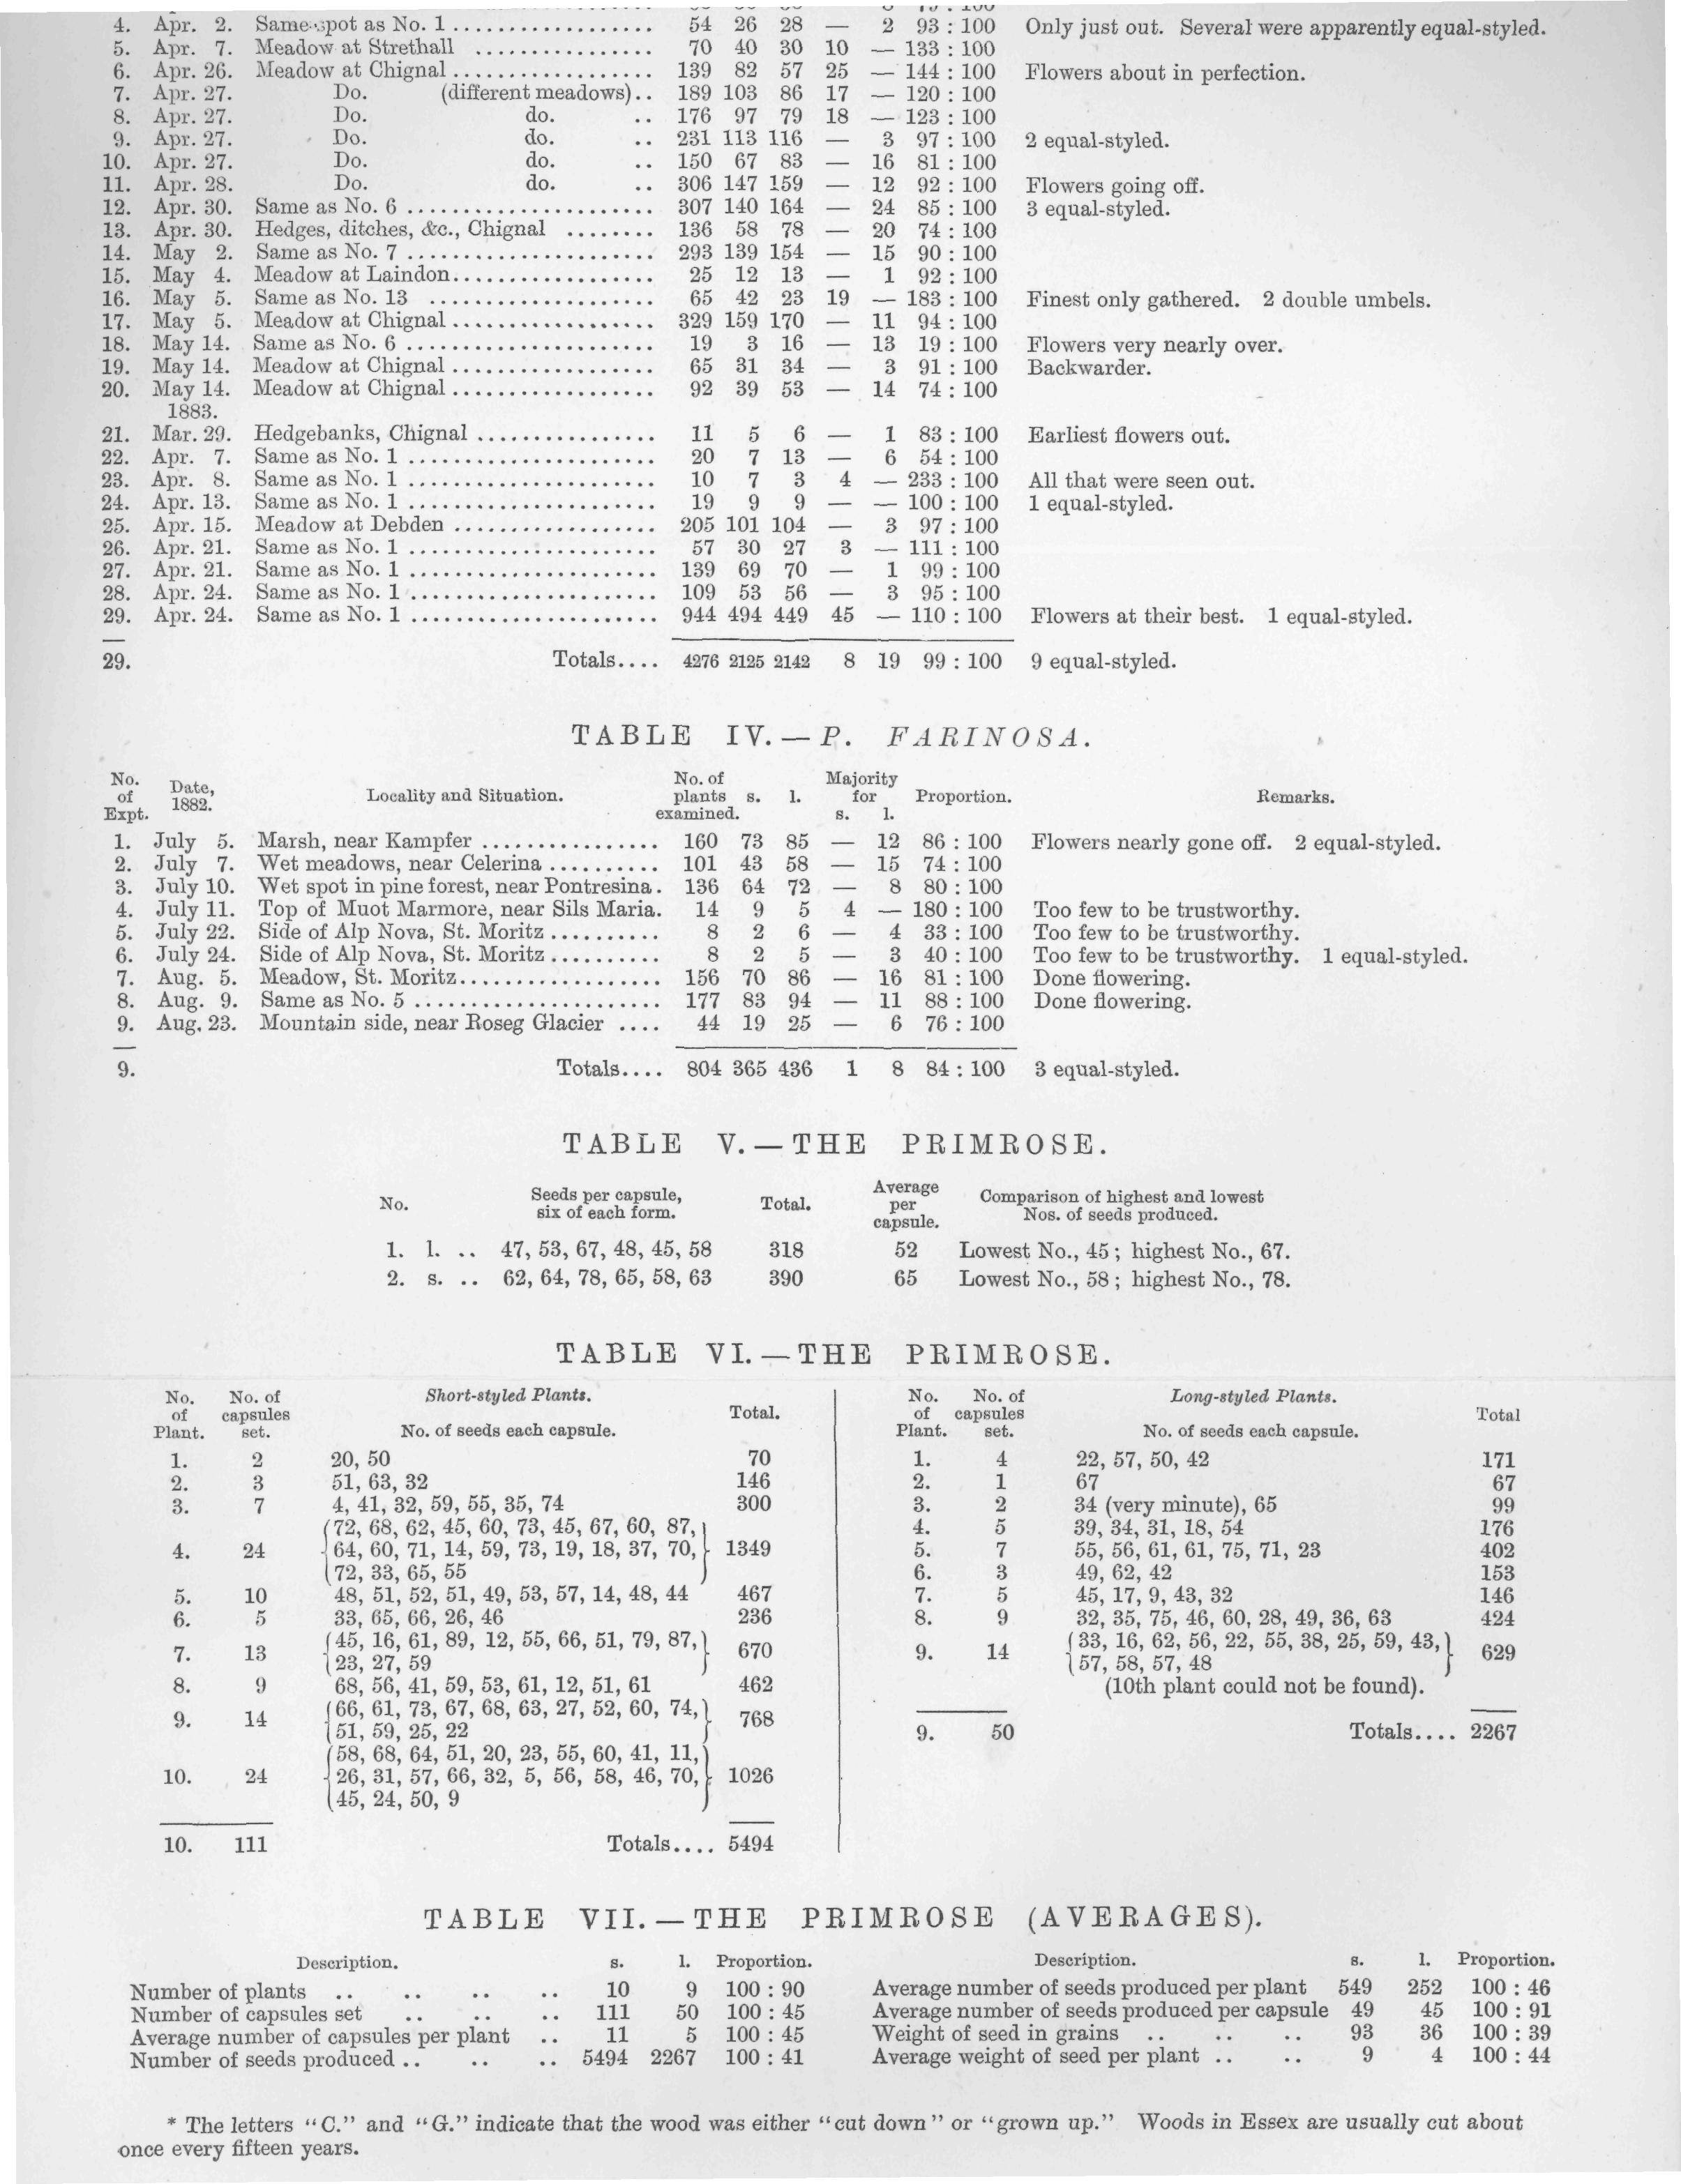 4. Apr. 2. Same spot as No. 1 .................. 54 26 28 — 2 93 : 100 Only just out. Several were apparently equal-styled.
5. Apr. 7. Meadow at Strethall ................ 70 40 30 10 — 133 : 100
6. Apr. 26. Meadow at Chignal .................. 139 82 57 25 — 144 : 100 Flowers about in perfection.
7. Apr. 27. Do. (different meadows).. 189 103 86 17 — 120 : 100
8. Apr. 27. Do. do. .. 176 97 79 18 — 123 : 100
9. Apr. 27. Do. do. .. 231 113 116 — 3 97 : 100 2 equal-styled.
10. Apr. 27. Do. do. .. 150 67 83 — 16 81 : 100
11. Apr. 28. Do. do. .. 306 147 159 — 12 92 : 100 Flowers going off.
12. Apr. 30. Same as No. 6 ...................... 307 140 164 — 24 85 : 100 3 equal-styled.
13. Apr. 30. Hedges, ditches, &c., Chignal ........ 136 58 78 — 20 74 : 100
14. May 2. Same as No. 7 ...................... 293 139 154 — 15 90 : 100
15. May 4. Meadow at Laindon.................. 25 12 13 — 1 92 : 100
16. May 5. Same as No. 13 .................... 65 42 23 19 — 183 : 100 Finest only gathered. 2 double umbels.
17. May 5. Meadow at Chignal .................. 329 159 170 — 11 94 : 100
18. May 14. Same as No. 6 ...................... 19 3 16 — 13 19 : 100 Flowers very nearly over.
19. May 14. Meadow at Chignal .................. 65 31 34 — 3 91 : 100 Backwarder.
20. May 14. Meadow at Chignal .................. 92 39 53 — 14 74 : 100
1883.
21. Mar. 29. Hedgebanks, Chignal ................ 11 5 6 — 1 83 : 100 Earliest flowers out.
22. Apr. 7. Same as No. 1 ...................... 20 7 13 — 6 54 : 100
23. Apr. 8. Same as No. 1 ...................... 10 7 3 4 — 233 : 100 All that were seen out.
24. Apr. 13. Same as No. 1 ...................... 19 9 9 — — 100 : 100 1 equal-styled.
25. Apr. 15. Meadow at Debden .................. 205 101 104 — 3 97 : 100
26. Apr. 21. Same as No. 1 ...................... 57 30 27 3 — 111 : 100
27. Apr. 21. Same as No. 1 ...................... 139 69 70 — 1 99 : 100
28. Apr. 24. Same as No. 1 ...................... 109 53 56 — 3 95 : 100
29. Apr. 24. Same as No. 1 ...................... 944 494 449 45 — 110 : 100 Flowers at their best. 1 equal-styled.
29. Totals.... 4276 2125 2142 8 19 99 : 100 9 equal-styled.
TABLE IV.—P. FARINOSA.
No. of Expt. Date, 1882. Locality and Situation. No. of plants examined. s. l. Majority for s. l. Proportion. Remarks.
1. July 5. Marsh, near Kampfer ................ 160 73 85 — 12 86 : 100 Flowers nearly gone off. 2 equal-styled.
2. July 7. Wet meadows, near Celerina .......... 101 43 58 — 15 74 : 100
3. July 10. Wet spot in pine forest, near Pontresina. 136 64 72 — 8 80 : 100
4. July 11. Top of Muot Marmore, near Sils Maria. 14 9 5 4 — 180 : 100 Too few to be trustworthy.
5. July 22. Side of Alp Nova, St. Moritz .......... 8 2 6 — 4 33 : 100 Too few to be trustworthy.
6. July 24. Side of Alp Nova, St. Moritz .......... 8 2 5 — 3 40 : 100 Too few to be trustworthy. 1 equal-styled.
7. Aug. 5. Meadow, St. Moritz.................. 156 70 86 — 16 81 : 100 Done flowering.
8. Aug. 9. Same as No. 5 ...................... 177 83 94 — 11 88 : 100 Done flowering.
9. Aug. 23. Mountain side, near Roseg Glacier .... 44 19 25 — 6 76 : 100
9. Totals.... 804 365 436 1 8 84 : 100 3 equal-styled.
TABLE V.—THE PRIMROSE.
No. Seeds per capsule, six of each form. Total. Average per capsule. Comparison of highest and lowest Nos. of seeds produced.
1. l. .. 47, 53, 67, 48, 45, 58 318 52 Lowest No., 45; highest No., 67.
2. s. .. 62, 64, 78, 65, 58, 63 390 65 Lowest No., 58; highest No., 78.
TABLE VI.—THE PRIMROSE.
No. of Plant. No. of capsules set. Short-styled Plants. No. of seeds each capsule. Total.
1. 2 20, 50 70
2. 3 51, 63, 32 146
3. 7 4, 41, 32, 59, 55, 35, 74 300
72, 68, 62, 45, 60, 73, 45, 67, 60, 87,
4. 24 64, 60, 71, 14, 59, 73, 19, 18, 37, 70, 1349
72, 33, 65, 55
5. 10 48, 51, 52, 51, 49, 53, 57, 14, 48, 44 467
6. 5 33, 65, 66, 26, 46 236
7. 13 45, 16, 61, 89, 12, 55, 66, 51, 79, 87, 670
23, 27, 59
8. 9 68, 56, 41, 59, 53, 61, 12, 51, 61 462
9. 14 66, 61, 73, 67, 68, 63, 27, 52, 60, 74, 768
51, 59, 25, 22
58, 68, 64, 51, 20, 23, 55, 60, 41, 11,
10. 24 26, 31, 57, 66, 32, 5, 56, 58, 46, 70, 1026
45, 24, 50, 9
10. 111 Totals.... 5494
No. of Plant. No. of capsules set. Long-styled Plants. No. of seeds each capsule. Total
1. 4 22, 57, 50, 42 171
2. 1 67 67
3. 2 34 (very minute), 65 99
4. 5 39, 34, 31, 18, 54 176
5. 7 55, 56, 61, 61, 75, 71, 23 402
6. 3 49, 62, 42 153
7. 5 45, 17, 9, 43, 32 146
8. 9 32, 35, 75, 46, 60, 28, 49, 36, 63 424
9. 14 33, 16, 62, 56, 22, 55, 38, 25, 59, 43, 629
57, 58, 57, 48
(10th plant could not be found).
9. 50 Totals.... 2267
TABLE VII.—THE PRIMROSE (AVERAGES).
Description. s. l. Proportion.
Number of plants .. .. .. .. 10 9 100 : 90
Number of capsules set .. .. .. 111 50 100 : 45
Average number of capsules per plant .. 11 5 100 : 45
Number of seeds produced .. .. .. 5494 2267 100 : 41
Description. s. l. Proportion.
Average number of seeds produced per plant 549 252 100 : 46
Average number of seeds produced per capsule 49 45 100 : 91
Weight of seed in grains .. .. .. 93 36 100 : 39
Average weight of seed per plant .. .. 9 4 100 : 44
* The letters "C." and "G." indicate that the wood was either "cut down" or "grown up." Woods in Essex are usually cut about
once every fifteen years.